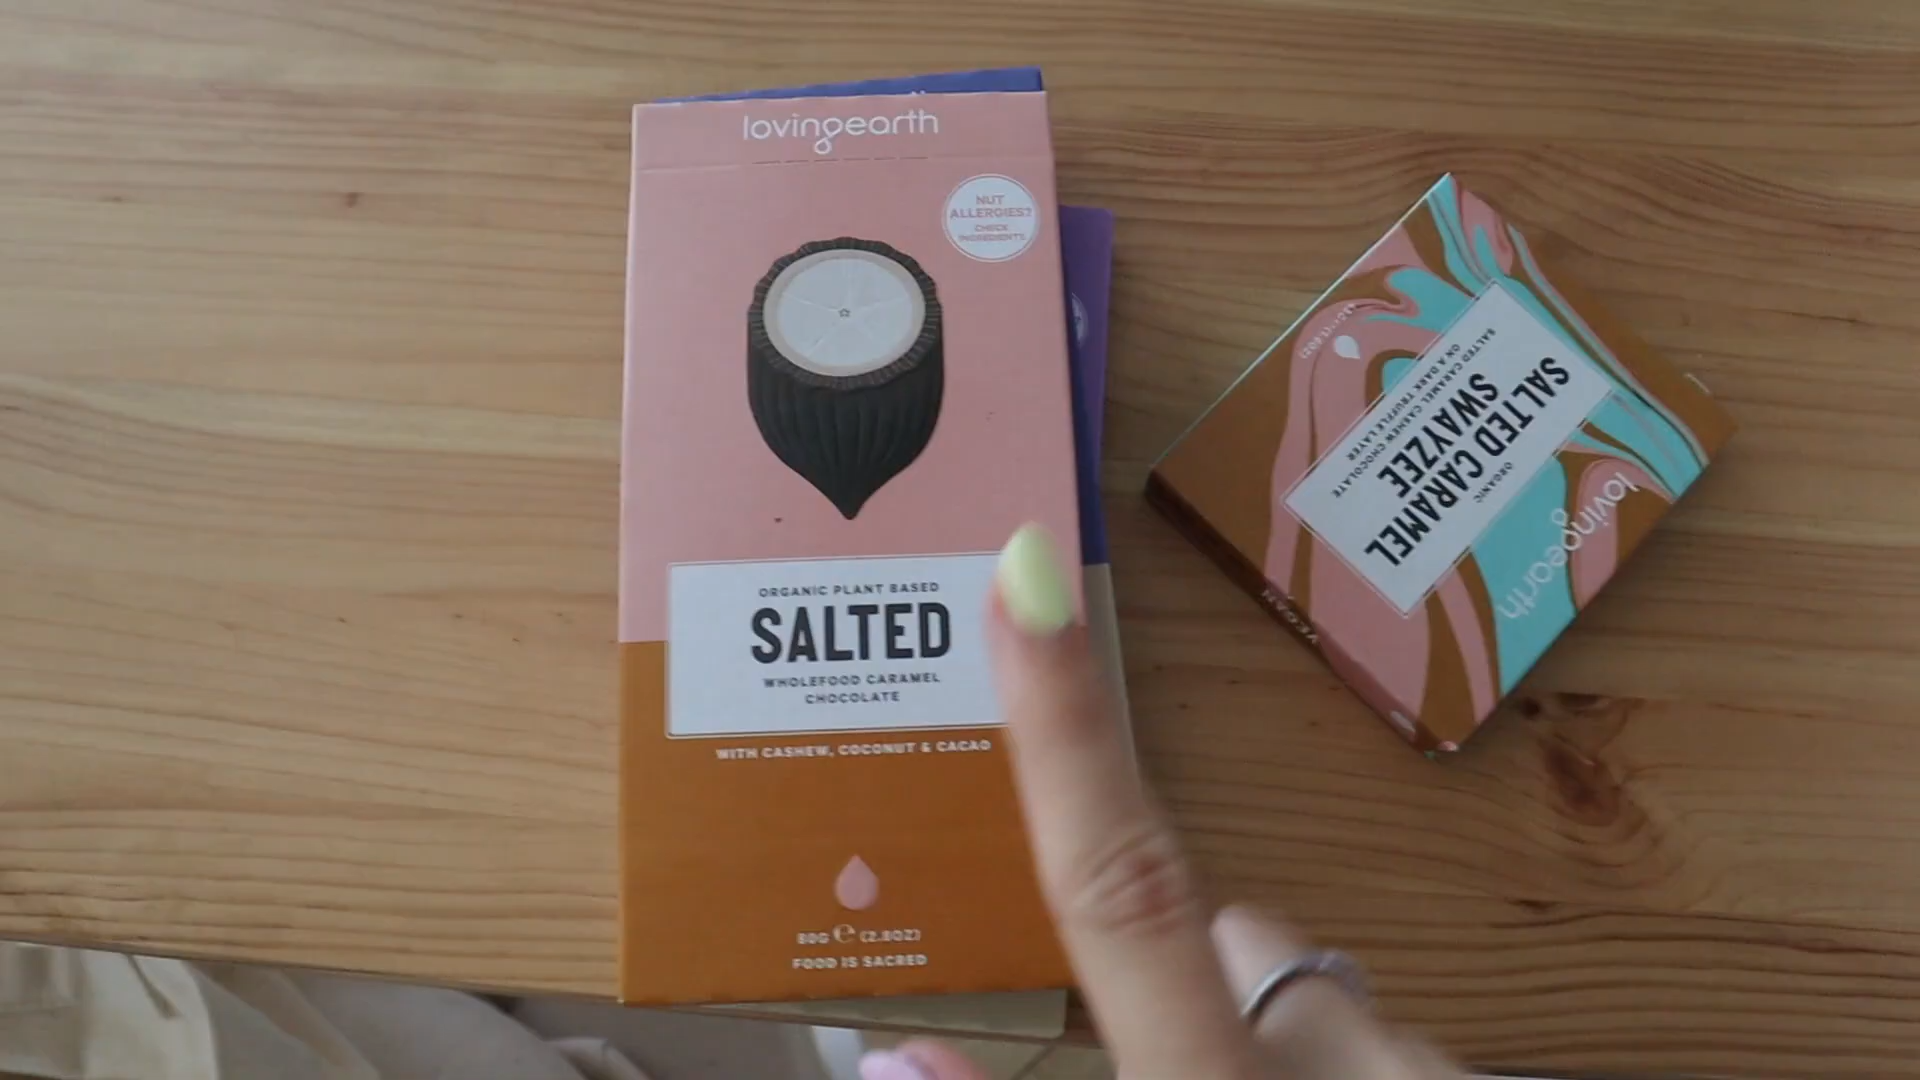 lovingearth
NUT
ALLERGIES?
CHECK
INGREDIENTS
ORGANIC PLANT BASED
SALTED
WHOLEFOOD CARAMEL
CHOCOLATE
WITH CASHEW, COCONUT & CACAO
80G e (2.8OZ)
FOOD IS SACRED
lovingearth
ORGANIC
SALTED CARAMEL
SWAYZEE
SALTED CARAMEL CASHEW CHOCOLATE
ON A DARK TRUFFLE LAYER
VEGAN